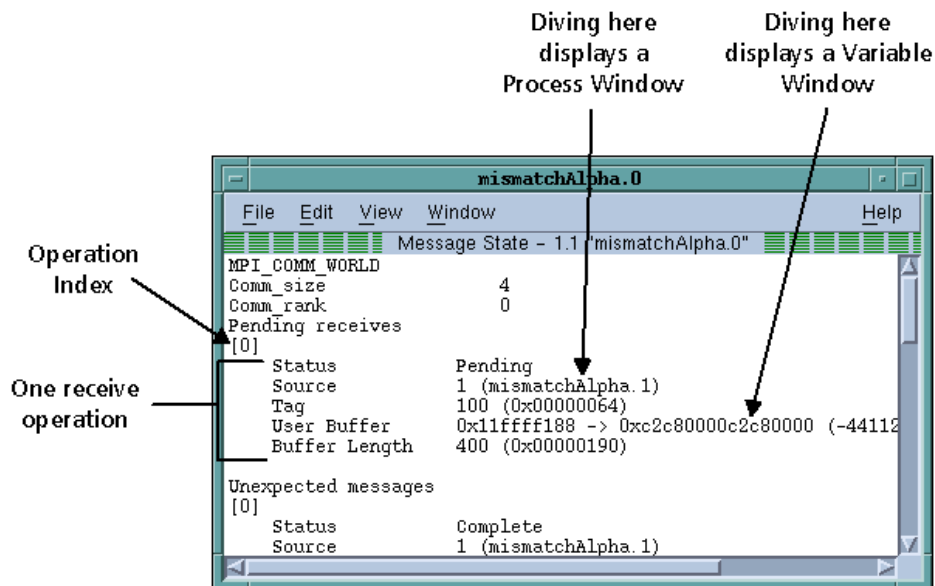 Diving here
displays a
Process Window
Diving here
displays a Variable
Window
mismatchAlpha.0
File Edit View Window Help
Message State - 1.1 "mismatchAlpha.0"
Operation
Index
One receive
operation
MPI_COMM_WORLD
Comm_size 4
Comm_rank 0
Pending receives
[0]
Status Pending
Source 1 (mismatchAlpha.1)
Tag 100 (0x00000064)
User Buffer 0x11ffff188 -> 0xc2c80000c2c80000 (-44112
Buffer Length 400 (0x00000190)
Unexpected messages
[0]
Status Complete
Source 1 (mismatchAlpha.1)